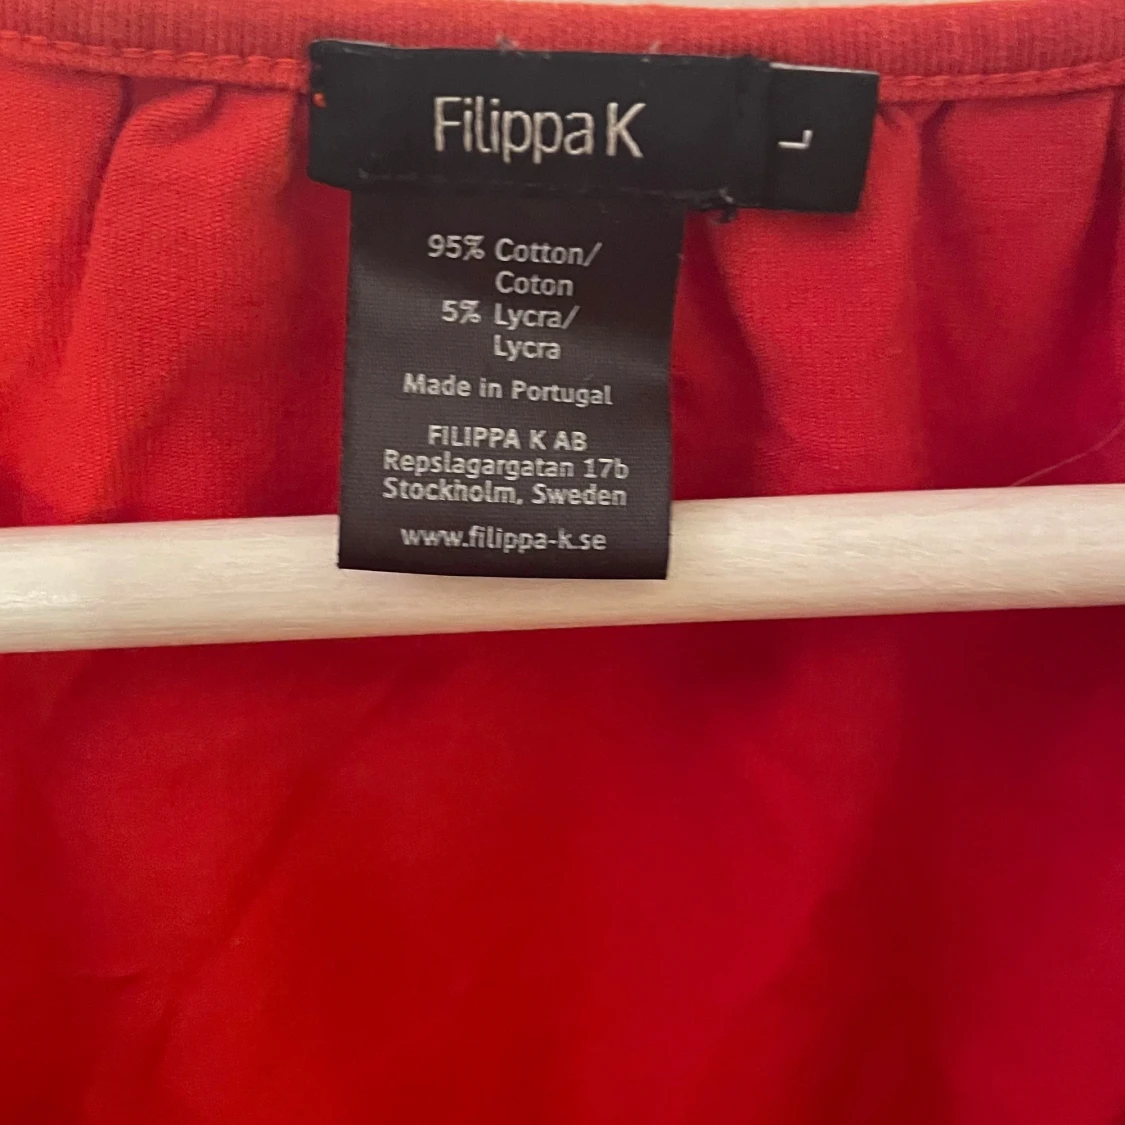 Filippa K
L
95% Cotton/
Coton
5% Lycra/
Lycra
Made in Portugal
FILIPPA K AB
Repslagargatan 17b
Stockholm, Sweden
www.filippa-k.se